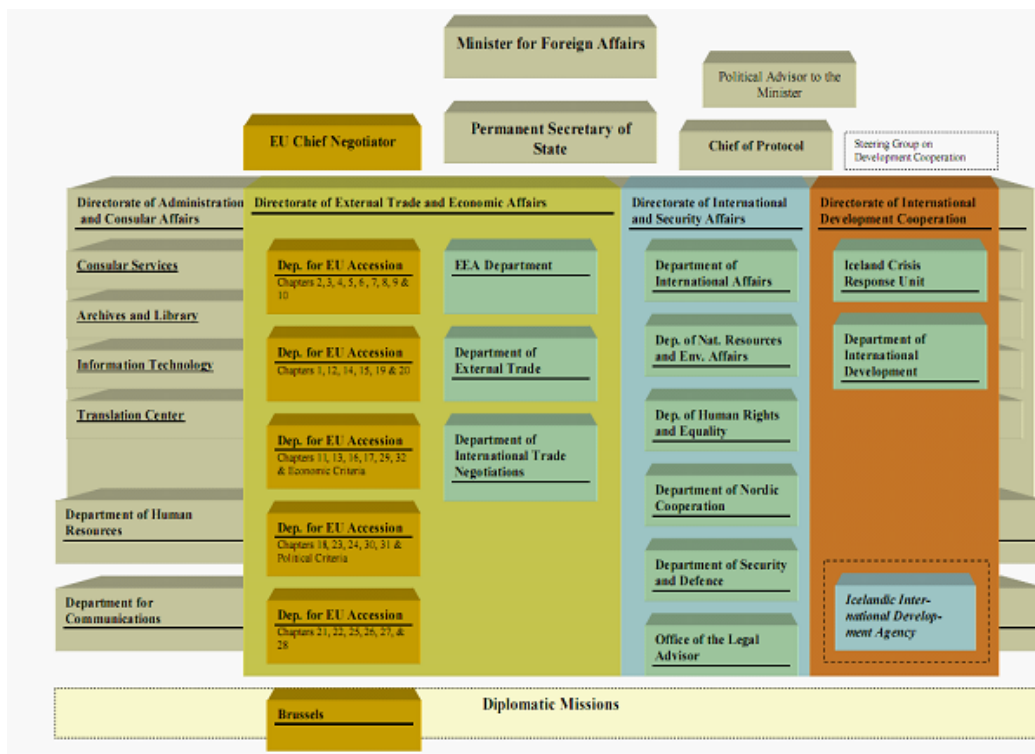 Minister for Foreign Affairs
Political Advisor to the
Minister
EU Chief Negotiator
Permanent Secretary of
State
Chief of Protocol
Steering Group on
Development Cooperation
Directorate of Administration
and Consular Affairs
Consular Services
Archives and Library
Information Technology
Translation Center
Department of Human
Resources
Department for
Communications
Directorate of External Trade and Economic Affairs
Dep. for EU Accession
Chapters 2, 3, 4, 5, 6 , 7, 8, 9 &
10
Dep. for EU Accession
Chapters 1, 12, 14, 15, 19 & 20
Dep. for EU Accession
Chapters 11, 13, 16, 17, 29, 32
& Economic Criteria
Dep. for EU Accession
Chapters 18, 23, 24, 30, 31 &
Political Criteria
Dep. for EU Accession
Chapters 21, 22, 25, 26, 27, &
28
EEA Department
Department of
External Trade
Department of
International Trade
Negotiations
Directorate of International
and Security Affairs
Department of
International Affairs
Dep. of Nat. Resources
and Env. Affairs
Dep. of Human Rights
and Equality
Department of Nordic
Cooperation
Department of Security
and Defence
Office of the Legal
Advisor
Directorate of International
Development Cooperation
Iceland Crisis
Response Unit
Department of
International
Development
Icelandic Inter-
national Develop-
ment Agency
Diplomatic Missions
Brussels